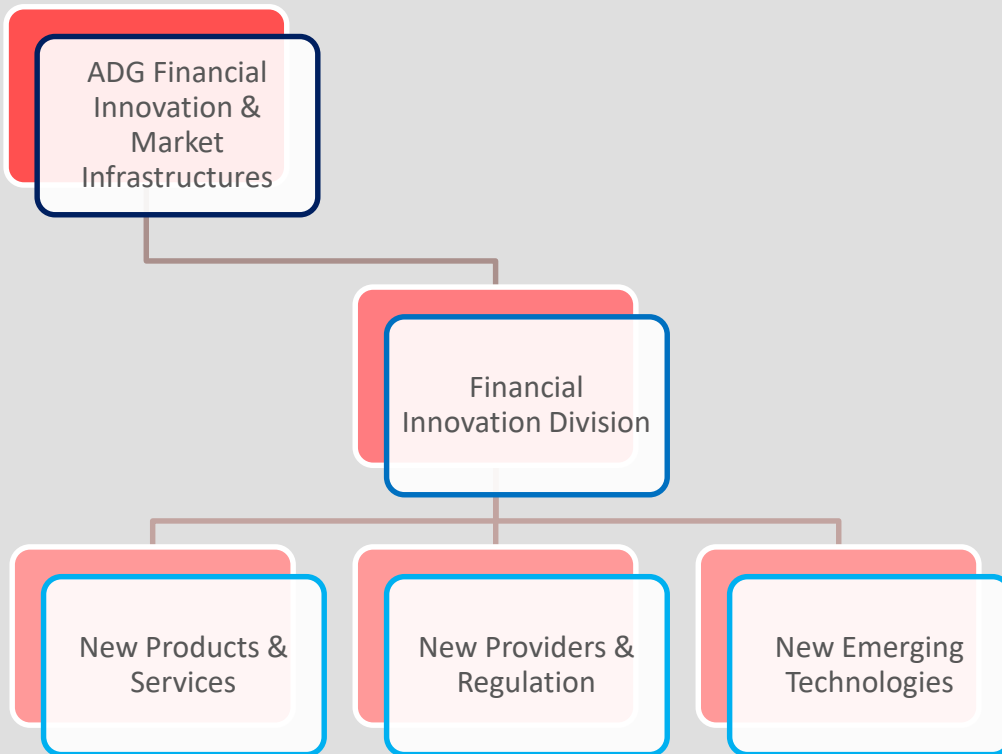 ADG Financial
Innovation &
Market
Infrastructures
Financial
Innovation Division
New Products &
Services
New Providers &
Regulation
New Emerging
Technologies